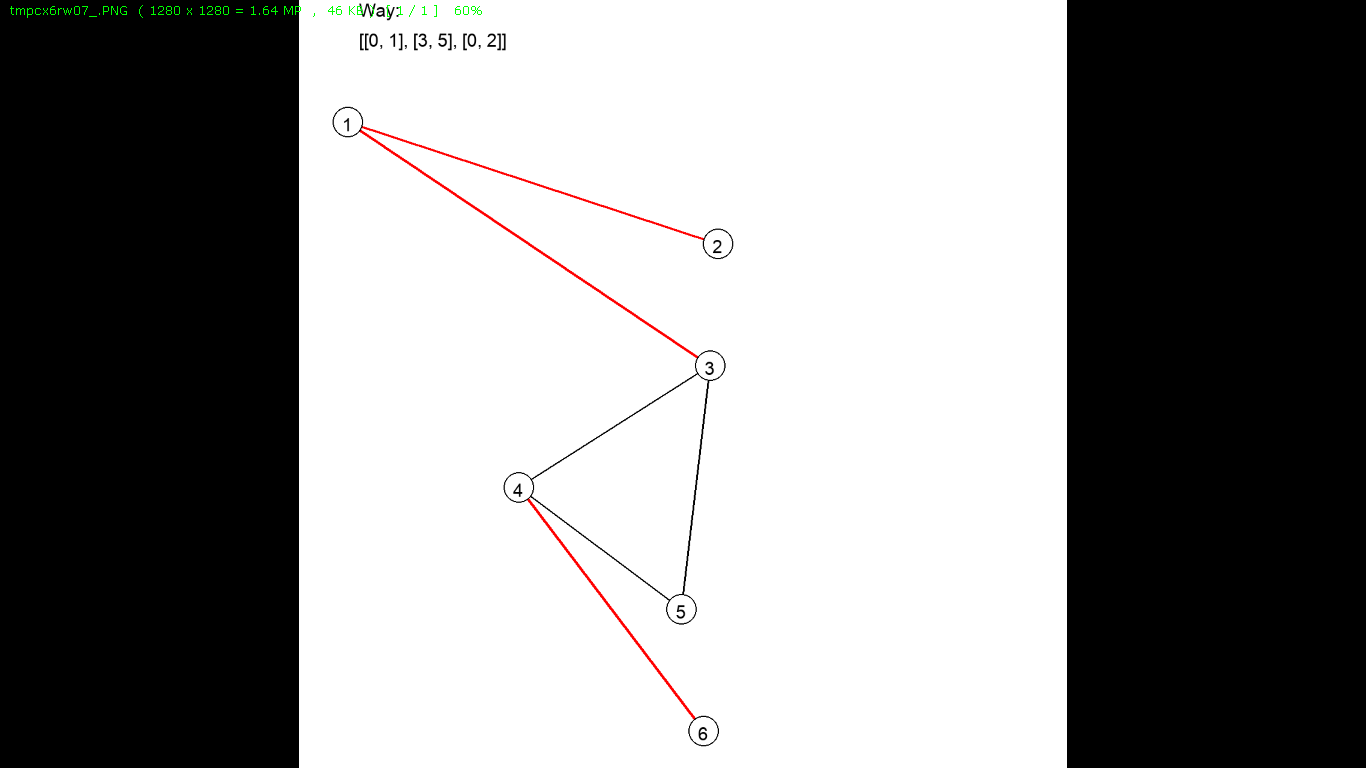 tmpcx6rw07_.PNG ( 1280 x 1280 = 1.64 MP , 46 KB ) [ 1 / 1 ] 60%
Way:
[[0, 1], [3, 5], [0, 2]]
1
2
3
4
5
6